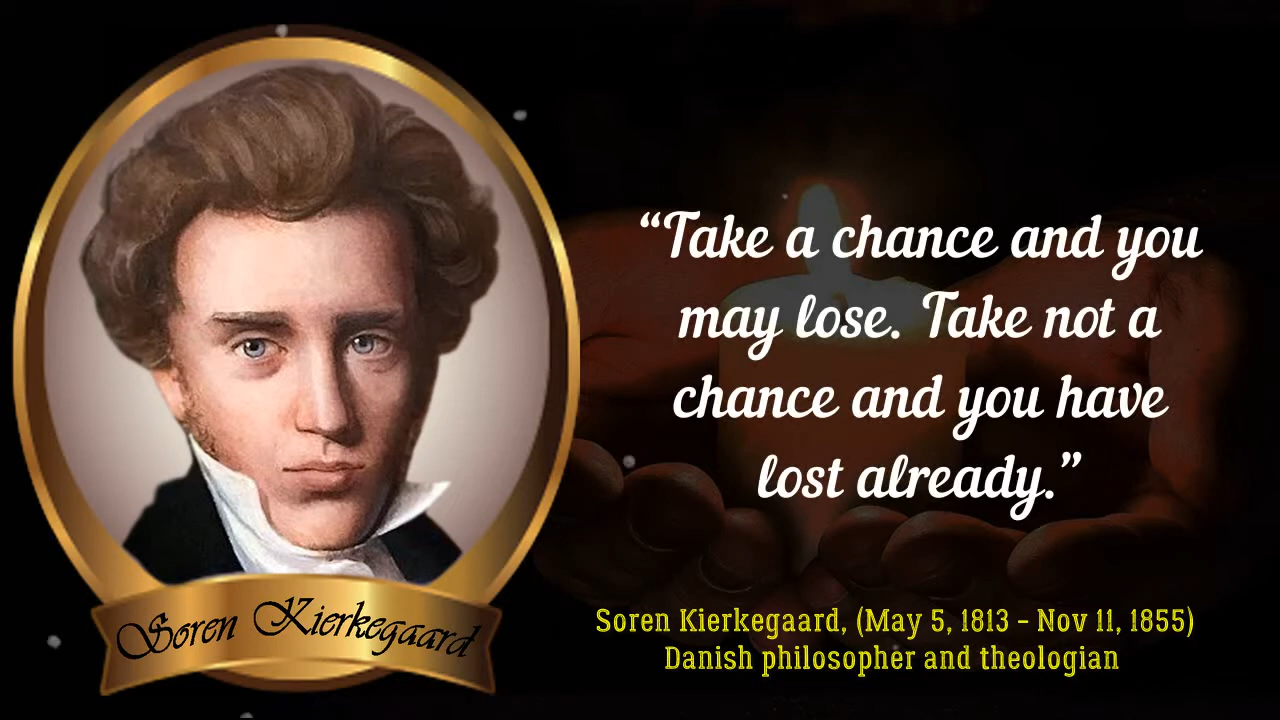 Soren Kierkegaard
“Take a chance and you
may lose. Take not a
chance and you have
lost already.”
Soren Kierkegaard, (May 5, 1813 - Nov 11, 1855)
Danish philosopher and theologian